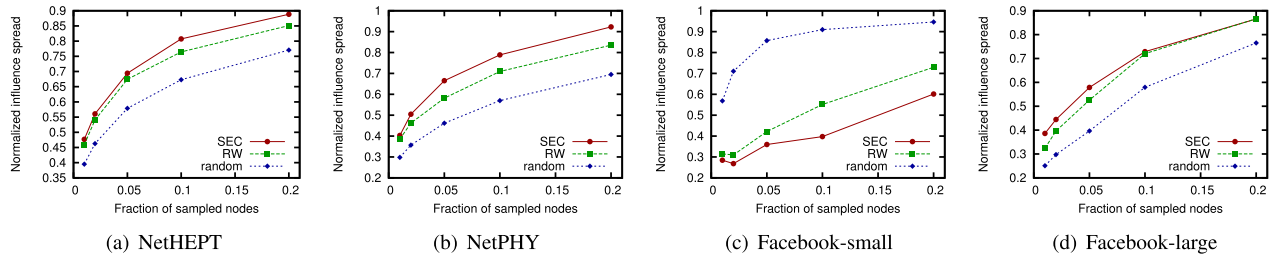 Normalized influence spread
0.9
0.85
0.8
0.75
0.7
0.65
0.6
0.55
0.5
0.45
0.4
0.35
SEC
RW
random
0 0.05 0.1 0.15 0.2
Fraction of sampled nodes
(a) NetHEPT
Normalized influence spread
1
0.9
0.8
0.7
0.6
0.5
0.4
0.3
0.2
SEC
RW
random
0 0.05 0.1 0.15 0.2
Fraction of sampled nodes
(b) NetPHY
Normalized influence spread
1
0.9
0.8
0.7
0.6
0.5
0.4
0.3
0.2
SEC
RW
random
0 0.05 0.1 0.15 0.2
Fraction of sampled nodes
(c) Facebook-small
Normalized influence spread
0.9
0.8
0.7
0.6
0.5
0.4
0.3
0.2
SEC
RW
random
0 0.05 0.1 0.15 0.2
Fraction of sampled nodes
(d) Facebook-large